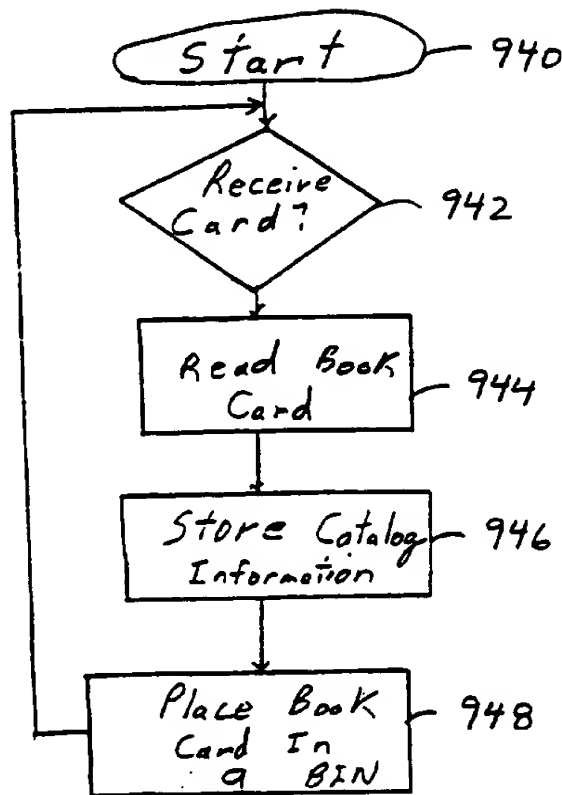 Start
940
Receive
Card?
942
Read Book
Card
944
Store Catalog
Information
946
Place Book
Card In
a BIN
948